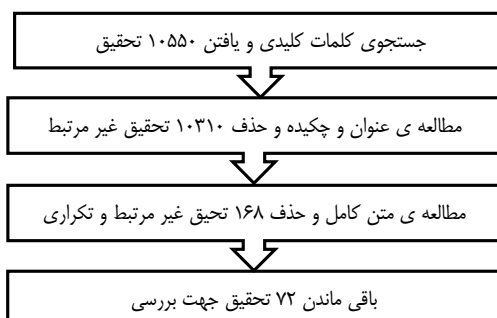 جستجوی کلمات کلیدی و یافتن ۱۰۵۵۰ تحقیق
مطالعه ی عنوان و چکیده و حذف ۱۰۳۱۰ تحقیق غیر مرتبط
مطالعه ی متن کامل و حذف ۱۶۸ تحیق غیر مرتبط و تکراری
باقی ماندن ۷۲ تحقیق جهت بررسی